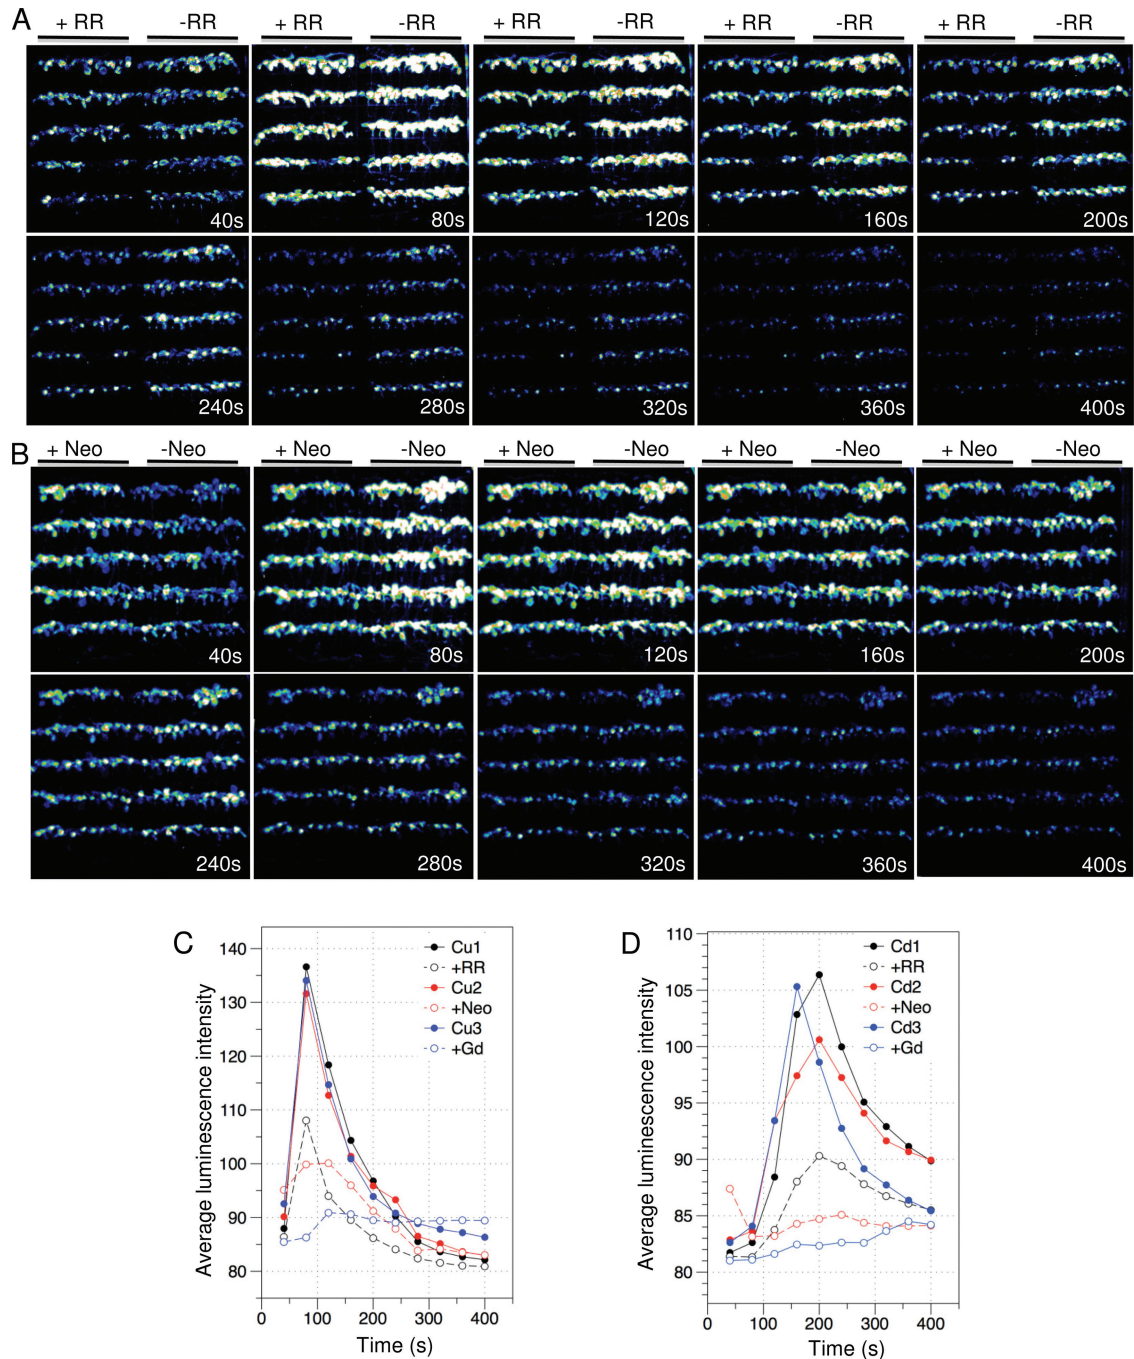 A
+ RR -RR + RR -RR + RR -RR + RR -RR + RR -RR
40s 80s 120s 160s 200s
240s 280s 320s 360s 400s
B
+ Neo -Neo + Neo -Neo + Neo -Neo + Neo -Neo + Neo -Neo
40s 80s 120s 160s 200s
240s 280s 320s 360s 400s
C
Average luminescence intensity
140
130
120
110
100
90
80
0 100 200 300 400
Time (s)
Cu1
+RR
Cu2
+Neo
Cu3
+Gd
D
Average luminescence intensity
110
105
100
95
90
85
80
0 100 200 300 400
Time (s)
Cd1
+RR
Cd2
+Neo
Cd3
+Gd